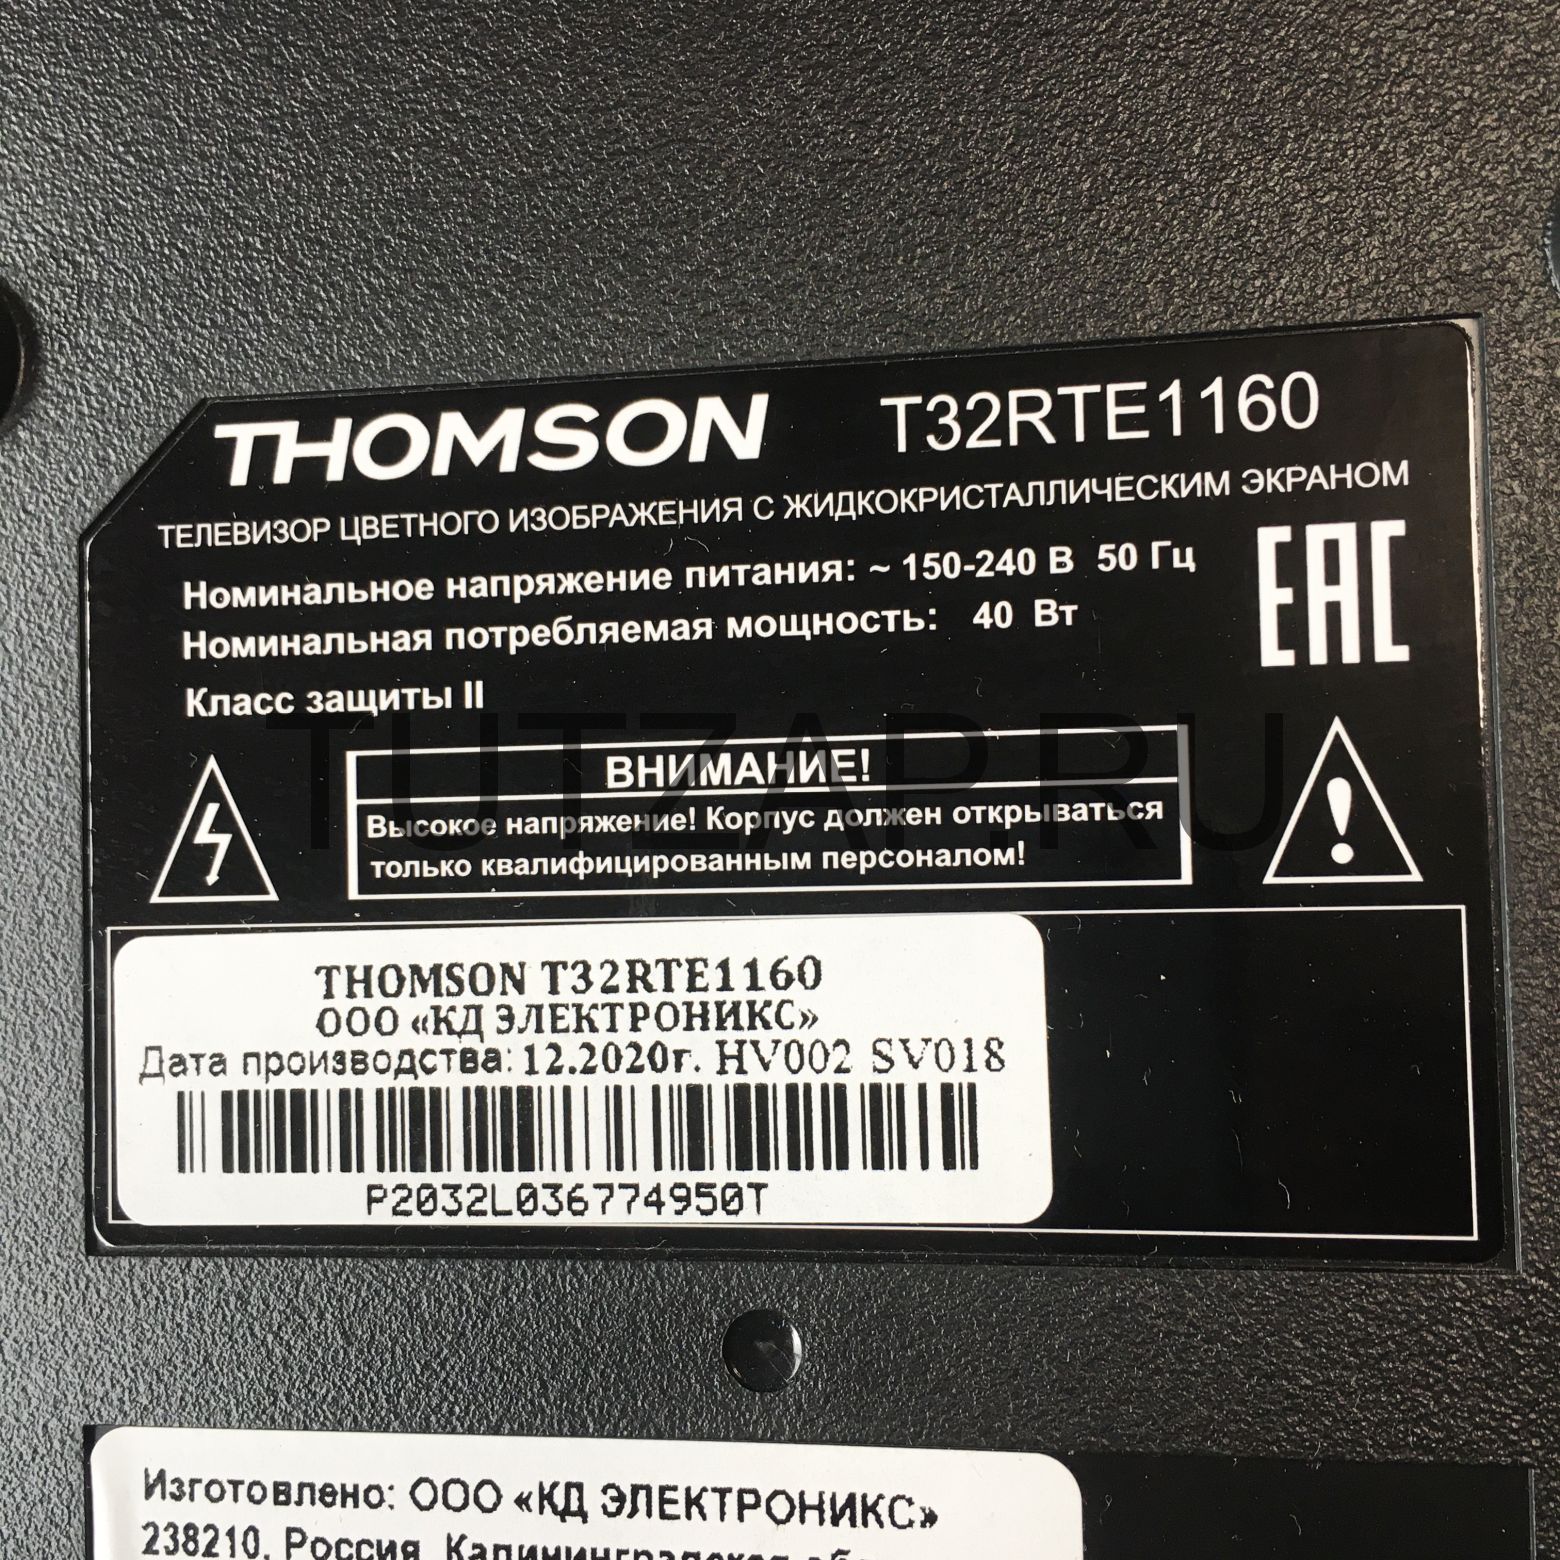 THOMSON T32RTE1160
ТЕЛЕВИЗОР ЦВЕТНОГО ИЗОБРАЖЕНИЯ С ЖИДКОКРИСТАЛЛИЧЕСКИМ ЭКРАНОМ
Номинальное напряжение питания: ~ 150-240 В 50 Гц
Номинальная потребляемая мощность: 40 Вт
EAC
Класс защиты II
TUTZAP.RU
ВНИМАНИЕ!
Высокое напряжение! Корпус должен открываться
только квалифицированным персоналом!
THOMSON T32RTE1160
ООО «КД ЭЛЕКТРОНИКС»
Дата производства: 12.2020г. HV002 SV018
P2032L036774950T
Изготовлено: ООО «КД ЭЛЕКТРОНИКС»
238210, Россия, Калининградская